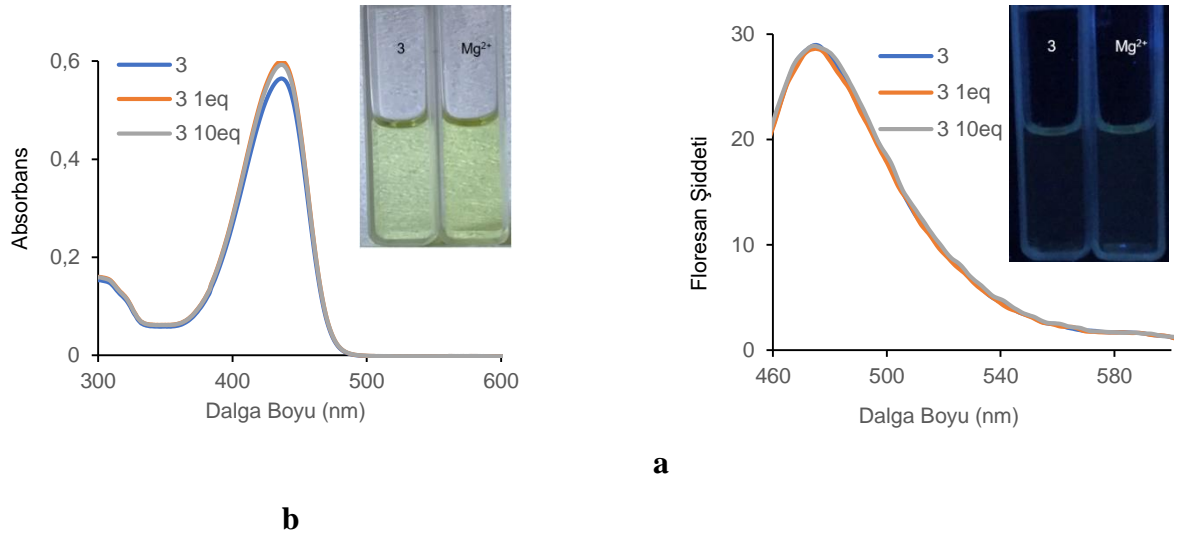 3 Mg²⁺
0,6
0,4
0,2
0
3
3 1eq
3 10eq
Absorbans
300 400 500 600
Dalga Boyu (nm)
3 Mg²⁺
30
20
10
0
3
3 1eq
3 10eq
Floresan Şiddeti
460 500 540 580
Dalga Boyu (nm)
a
b